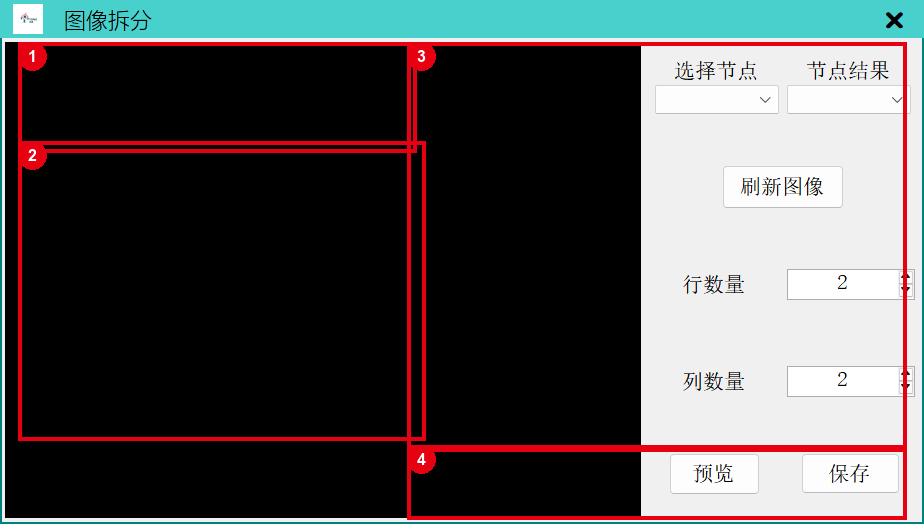 图像拆分
1
3
选择节点 节点结果
2
刷新图像
行数量 2
列数量 2
4
预览 保存